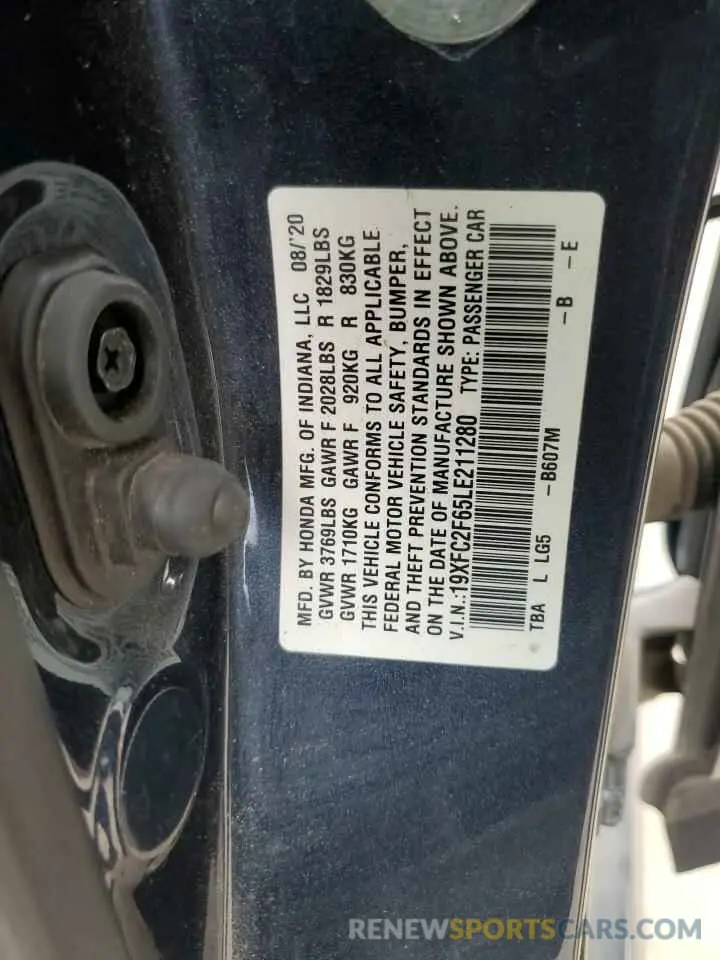 MFD. BY HONDA MFG. OF INDIANA, LLC 08/'20
GVWR 3769LBS GAWR F 2028LBS R 1829LBS
GVWR 1710KG GAWR F 920KG R 830KG
THIS VEHICLE CONFORMS TO ALL APPLICABLE
FEDERAL MOTOR VEHICLE SAFETY, BUMPER,
AND THEFT PREVENTION STANDARDS IN EFFECT
ON THE DATE OF MANUFACTURE SHOWN ABOVE.
V.I.N.:19XFC2F65LE211280 TYPE: PASSENGER CAR
TBA L LG5 -B607M -B -E
RENEWSPORTSCARS.COM